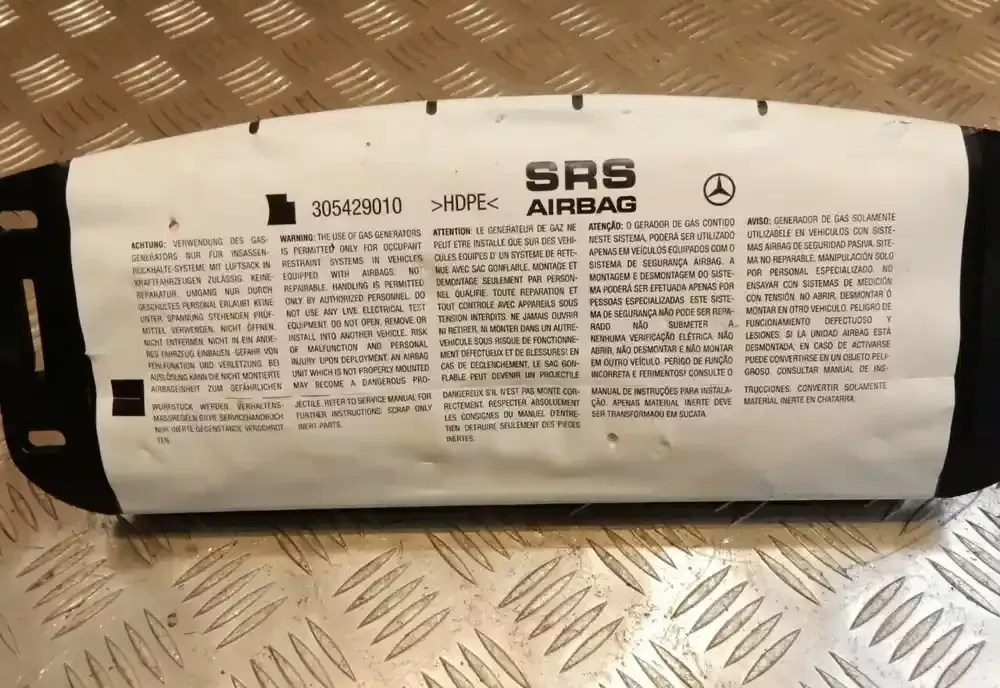 SRS
AIRBAG
305429010 >HDPE<
ACHTUNG: VERWENDUNG DES GAS-
GENERATORS NUR FÜR INSASSEN-
RÜCKHALTE-SYSTEME MIT LUFTSACK IN
KRAFTFAHRZEUGEN ZULÄSSIG. KEINE
REPARATUR. UMGANG NUR DURCH
GESCHULTES PERSONAL ERLAUBT KEINE
UNTER SPANNUNG STEHENDEN PRÜF-
MITTEL VERWENDEN. NICHT ÖFFNEN.
NICHT ENTFERNEN. NICHT IN EIN ANDE-
RES FAHRZEUG EINBAUEN. GEFAHR VON
FEHLFUNKTION UND VERLETZUNG. BEI
AUSLÖSUNG KANN DIE NICHT MONTIERTE
AIRBAGEINHEIT ZUM GEFÄHRLICHEN
WURFSTÜCK WERDEN. VERHALTENS-
MASSREGELN SIEHE SERVICEHANDBUCH
NUR INERTE GEGENSTÄNDE VERSCHROT
TEN.
WARNING: THE USE OF GAS GENERATORS
IS PERMITTED ONLY FOR OCCUPANT
RESTRAINT SYSTEMS IN VEHICLES
EQUIPPED WITH AIRBAGS. NOT
REPAIRABLE. HANDLING IS PERMITTED
ONLY BY AUTHORIZED PERSONNEL. DO
NOT USE ANY LIVE ELECTRICAL TEST
EQUIPMENT. DO NOT OPEN, REMOVE, OR
INSTALL INTO ANOTHER VEHICLE. RISK
OF MALFUNCTION AND PERSONAL
INJURY UPON DEPLOYMENT. AN AIRBAG
UNIT WHICH IS NOT PROPERLY MOUNTED
MAY BECOME A DANGEROUS PRO-
JECTILE. REFER TO SERVICE MANUAL FOR
FURTHER INSTRUCTIONS. SCRAP ONLY
INERT PARTS.
ATTENTION: LE GENERATEUR DE GAZ NE
PEUT ETRE INSTALLE QUE SUR DES VEHI-
CULES EQUIPES D' UN SYSTEME DE RETE-
NUE AVEC SAC GONFLABLE. MONTAGE ET
DEMONTAGE SEULEMENT PAR PERSON-
NEL QUALIFIE. TOUTE REPARATION ET
TOUT CONTROLE AVEC APPAREILS SOUS
TENSION INTERDITS. NE JAMAIS OUVRIR
NI RETIRER, NI MONTER DANS UN AUTRE-
VEHICULE SOUS RISQUE DE FONCTIONNE-
MENT DEFECTUEUX ET DE BLESSURES! EN
CAS DE DECLENCHEMENT, LE SAC GON-
FLABLE PEUT DEVENIR UN PROJECTILE
DANGEREUX S'IL N'EST PAS MONTE COR-
RECTEMENT. RESPECTER ABSOLUEMENT
LES CONSIGNES DU MANUEL D'ENTRE-
TIEN DETRUIRE SEULEMENT DES PIECES
INERTES.
ATENÇÃO: O GERADOR DE GÁS CONTIDO
NESTE SISTEMA, PODERÁ SER UTILIZADO
APENAS EM VEÍCULOS EQUIPADOS COM O
SISTEMA DE SEGURANÇA AIRBAG. A
MONTAGEM E DESMONTAGEM DO SISTE-
MA PODERÁ SER EFETUADA APENAS POR
PESSOAS ESPECIALIZADAS. ESTE SISTE-
MA DE SEGURANÇA NÃO PODE SER REPA-
RADO. NÃO SUBMETER A
NENHUMA VERIFICAÇÃO ELÉTRICA. NÃO
ABRIR, NÃO DESMONTAR E NÃO MONTAR
EM OUTRO VEÍCULO. PERIGO DE FUNÇÃO
INCORRETA E FERIMENTOS! CONSULTE O
MANUAL DE INSTRUÇÕES PARA INSTALA-
ÇÃO. APENAS MATERIAL INERTE DEVE
SER TRANSFORMADO EM SUCATA.
AVISO: GENERADOR DE GAS SOLAMENTE
UTILIZABELE EN VEHICULOS CON SISTE-
MAS AIRBAG DE SEGURIDAD PASIVA. SITE-
MA NO REPARABLE. MANIPULACIÓN SOLO
POR PERSONAL ESPECIALIZADO. NO
ENSAYAR CON SISTEMAS DE MEDICIÓN
CON TENSIÓN. NO ABRIR, DESMONTAR Ó
MONTAR EN OTRO VEHICULO. PELIGRO DE
FUNCIONAMIENTO DEFECTUOSO Y
LESIONES. SI LA UNIDAD AIRBAG ESTÁ
DESMONTADA, EN CASO DE ACTIVARSE
PUEDE CONVERTIRSE EN UN OBJETO PELI-
GROSO. CONSULTAR MANUAL DE INS-
TRUCCIONES. CONVERTIR SOLAMENTE
MATERIAL INERTE EN CHATARRA.